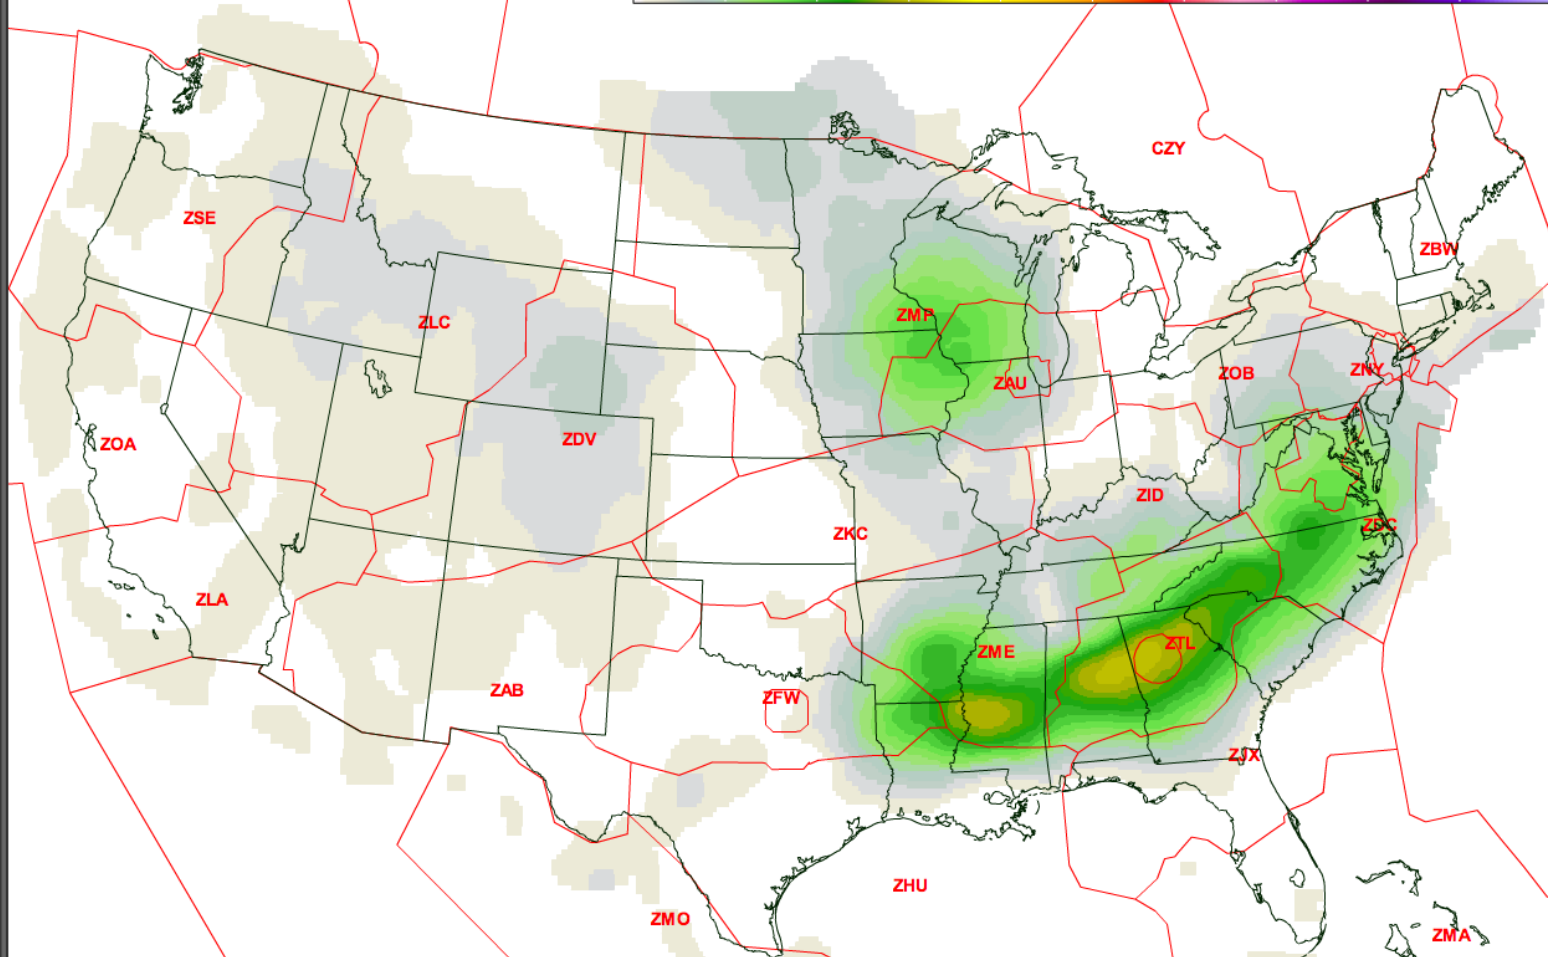 CZY
ZSE
ZBW
ZMP
ZLC
ZNY
ZOB
ZAU
ZDV
ZOA
ZID
ZDC
ZKC
ZLA
ZTL
ZME
ZAB
ZFW
ZJX
ZHU
ZMO
ZMA